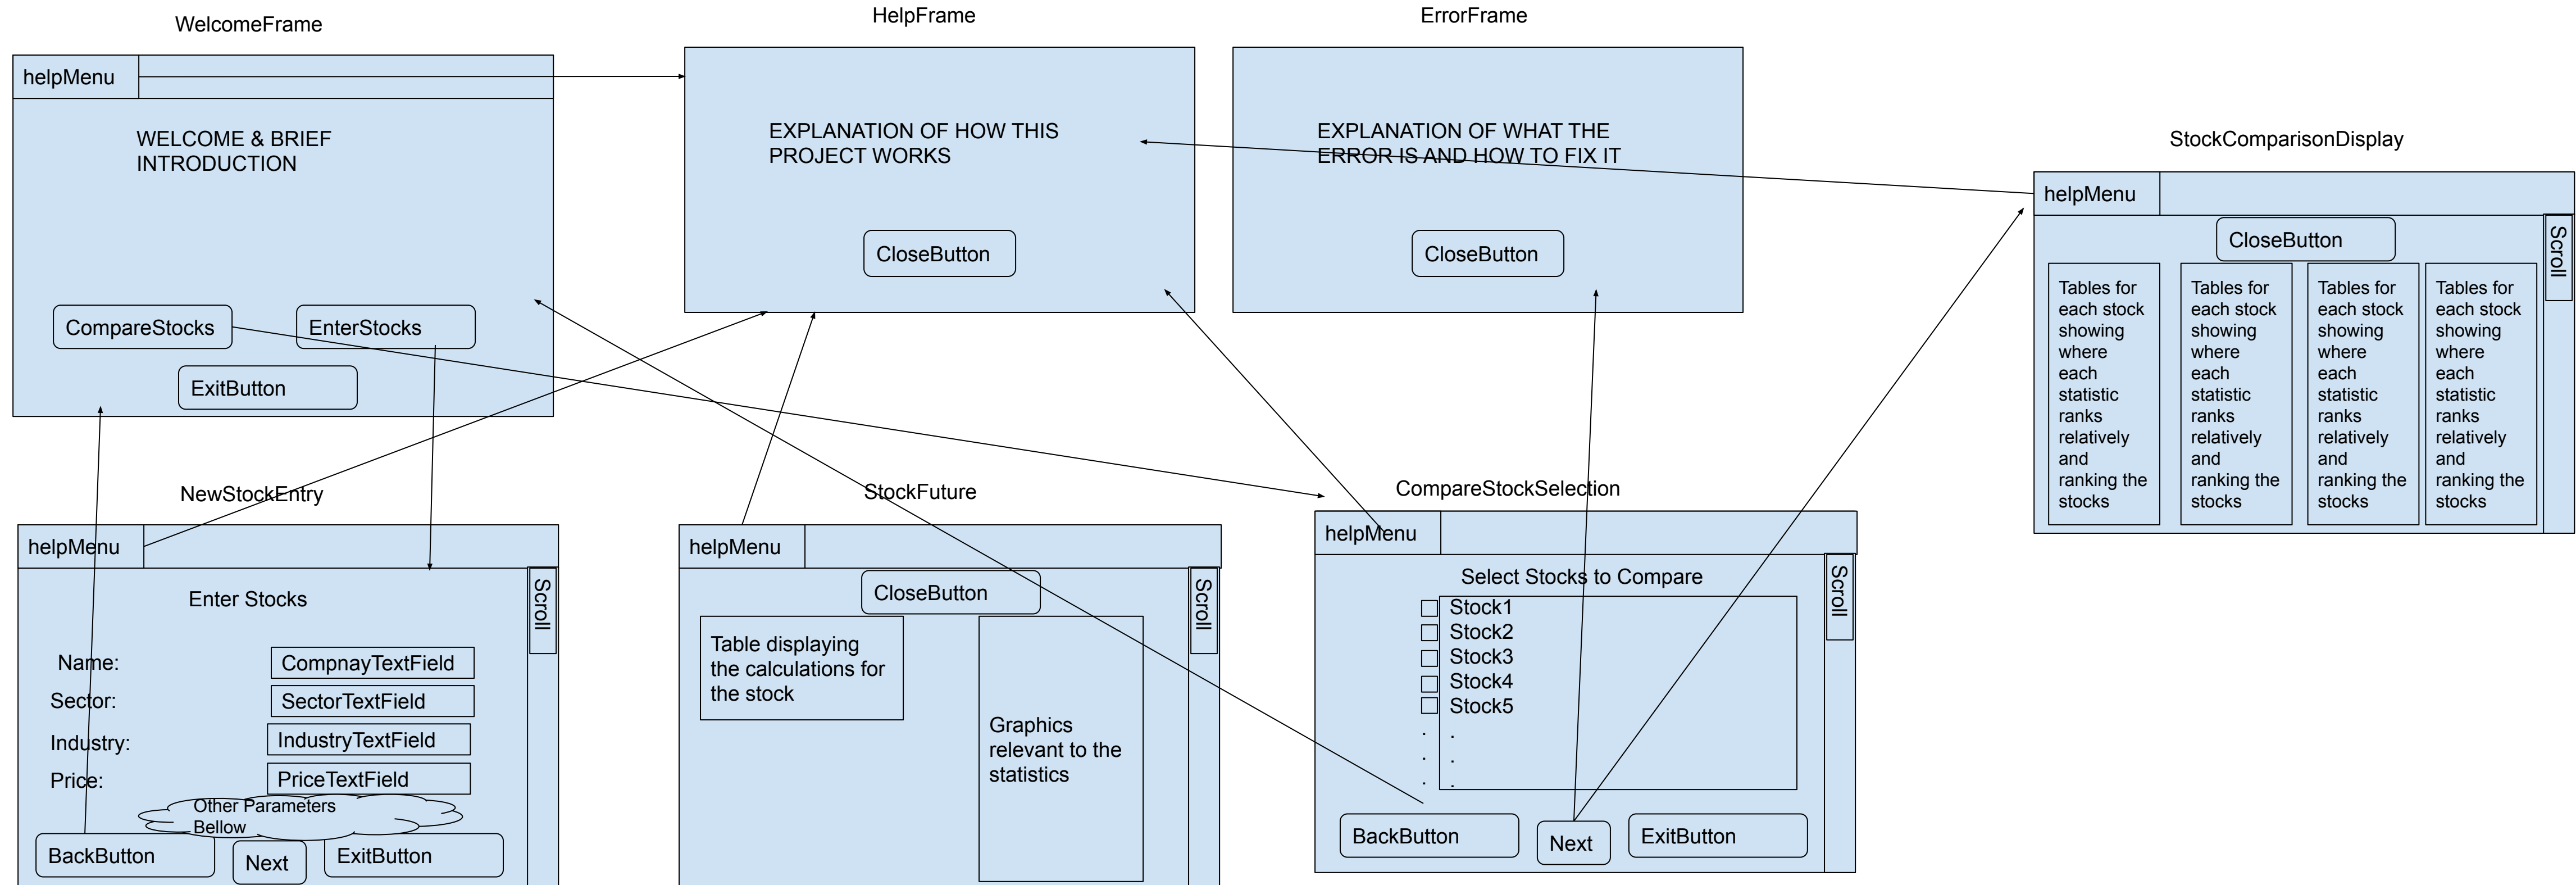 WelcomeFrame
helpMenu
WELCOME & BRIEF
INTRODUCTION
CompareStocks
EnterStocks
ExitButton
HelpFrame
EXPLANATION OF HOW THIS
PROJECT WORKS
CloseButton
ErrorFrame
EXPLANATION OF WHAT THE
ERROR IS AND HOW TO FIX IT
CloseButton
StockComparisonDisplay
helpMenu
CloseButton
Scroll
Tables for
each stock
showing
where
each
statistic
ranks
relatively
and
ranking the
stocks
Tables for
each stock
showing
where
each
statistic
ranks
relatively
and
ranking the
stocks
Tables for
each stock
showing
where
each
statistic
ranks
relatively
and
ranking the
stocks
Tables for
each stock
showing
where
each
statistic
ranks
relatively
and
ranking the
stocks
NewStockEntry
helpMenu
Scroll
Enter Stocks
Name:
CompnayTextField
Sector:
SectorTextField
Industry:
IndustryTextField
Price:
PriceTextField
Other Parameters
Bellow
BackButton
Next
ExitButton
StockFuture
helpMenu
CloseButton
Scroll
Table displaying
the calculations for
the stock
Graphics
relevant to the
statistics
CompareStockSelection
helpMenu
Scroll
Select Stocks to Compare
Stock1
Stock2
Stock3
Stock4
Stock5
. .
. .
. .
BackButton
Next
ExitButton